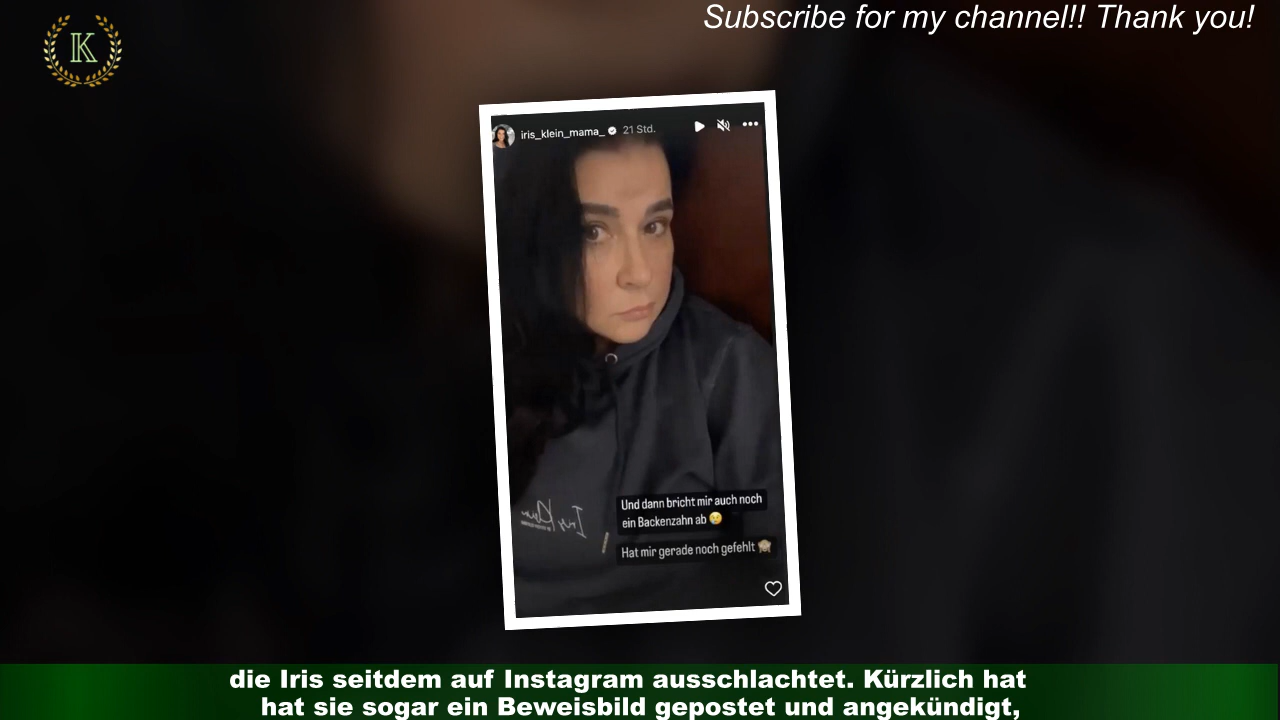 Subscribe for my channel!! Thank you!
K
iris_klein_mama_ 21 Std.
Iris Klein
Und dann bricht mir auch noch
ein Backenzahn ab 😢
Hat mir gerade noch gefehlt 🙈
die Iris seitdem auf Instagram ausschlachtet. Kürzlich hat
hat sie sogar ein Beweisbild gepostet und angekündigt,